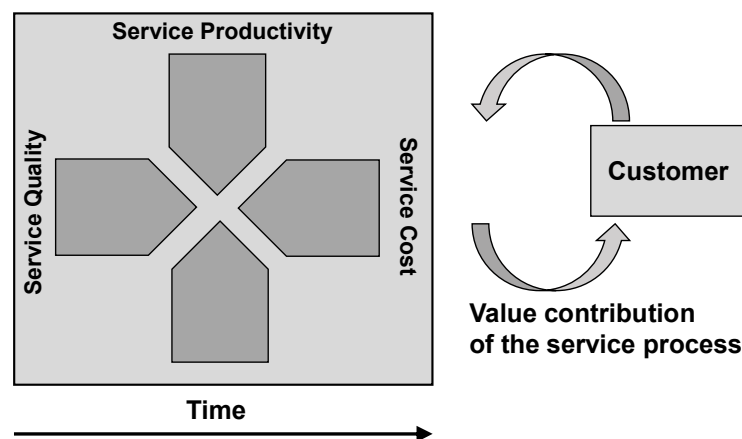 Service Productivity
Service Quality
Service Cost
Customer
Value contribution
of the service process
Time